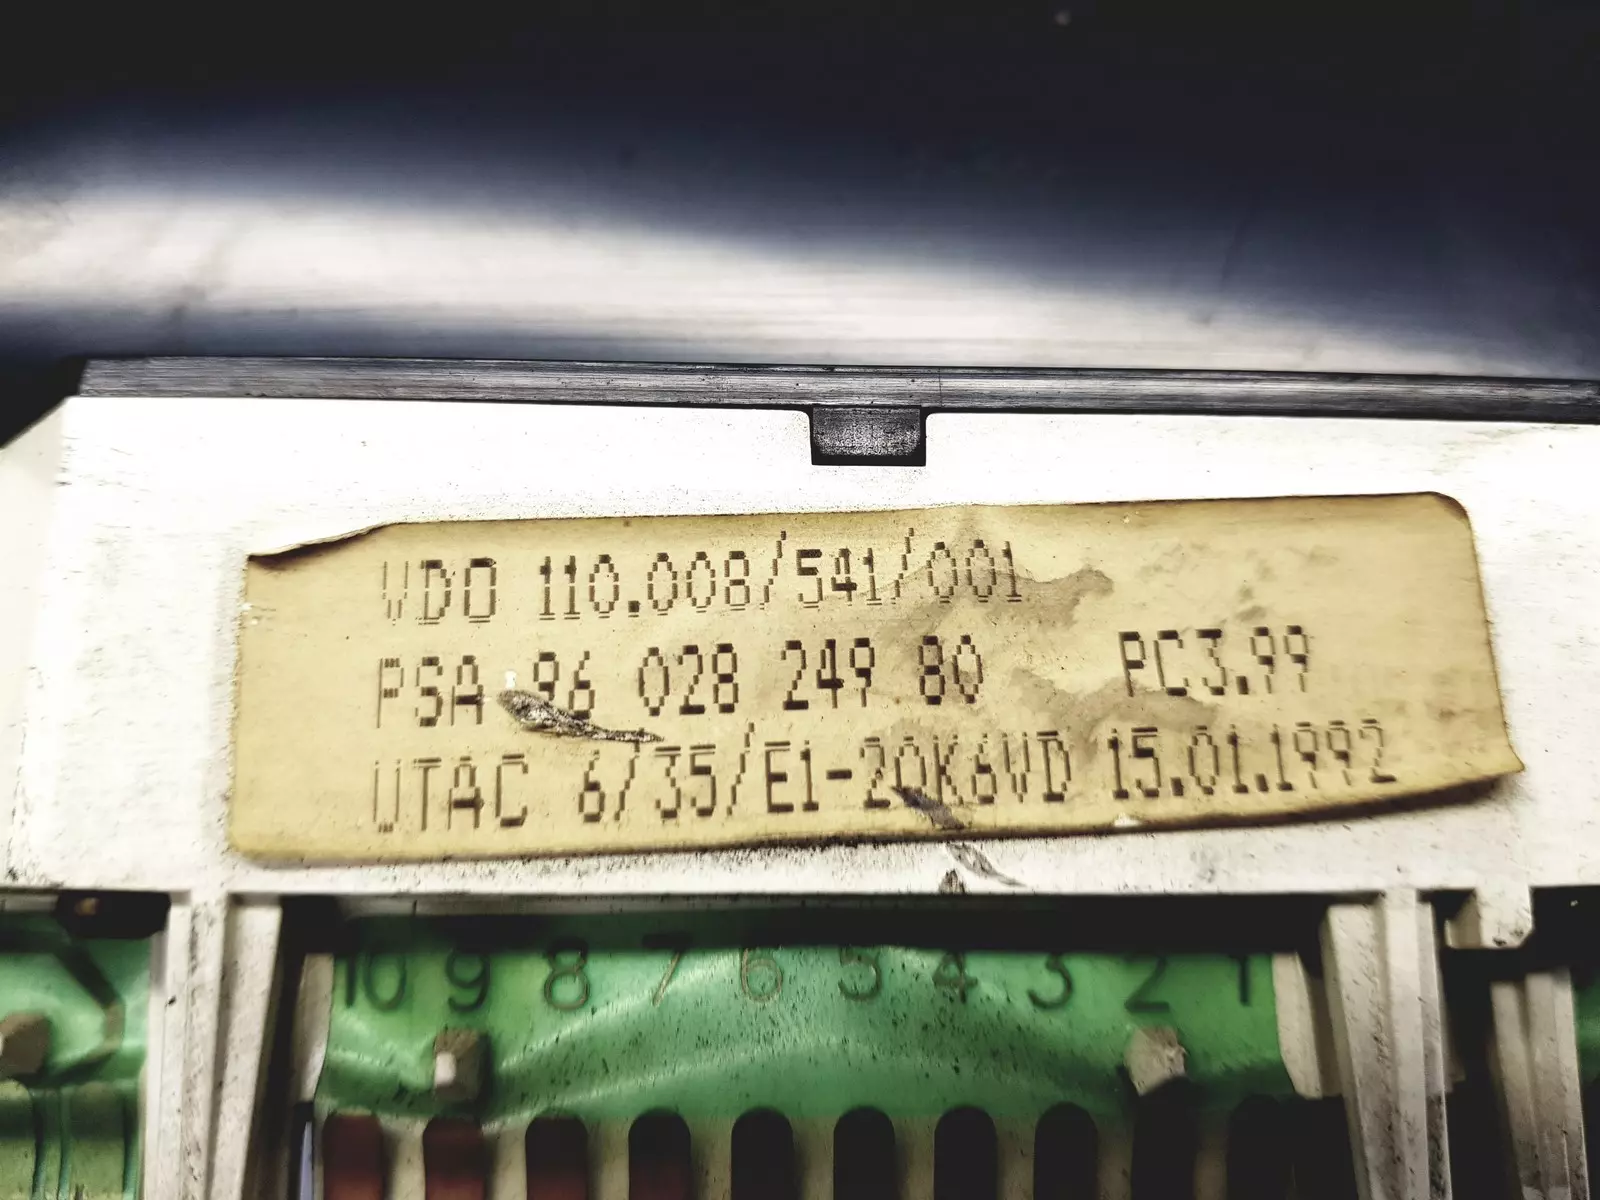 VDO 110.008/541/001
PSA 96 028 249 80 PC3.99
UTAC 6/35/E1-20K6VD 15.01.1992
10 9 8 7 6 5 4 3 2 1